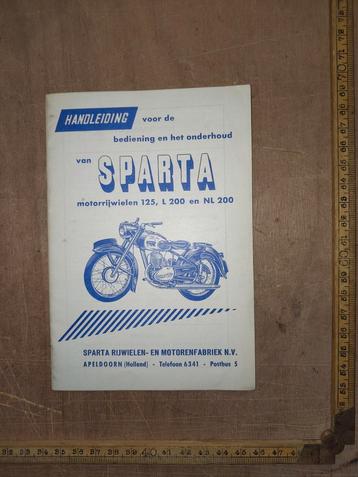 HANDLEIDING voor de
bediening en het onderhoud
van SPARTA
motorrijwielen 125, L 200 en NL 200
SPARTA RIJWIELEN- EN MOTORENFABRIEK N.V.
APELDOORN (Holland) - Telefoon 6341 - Postbus 5